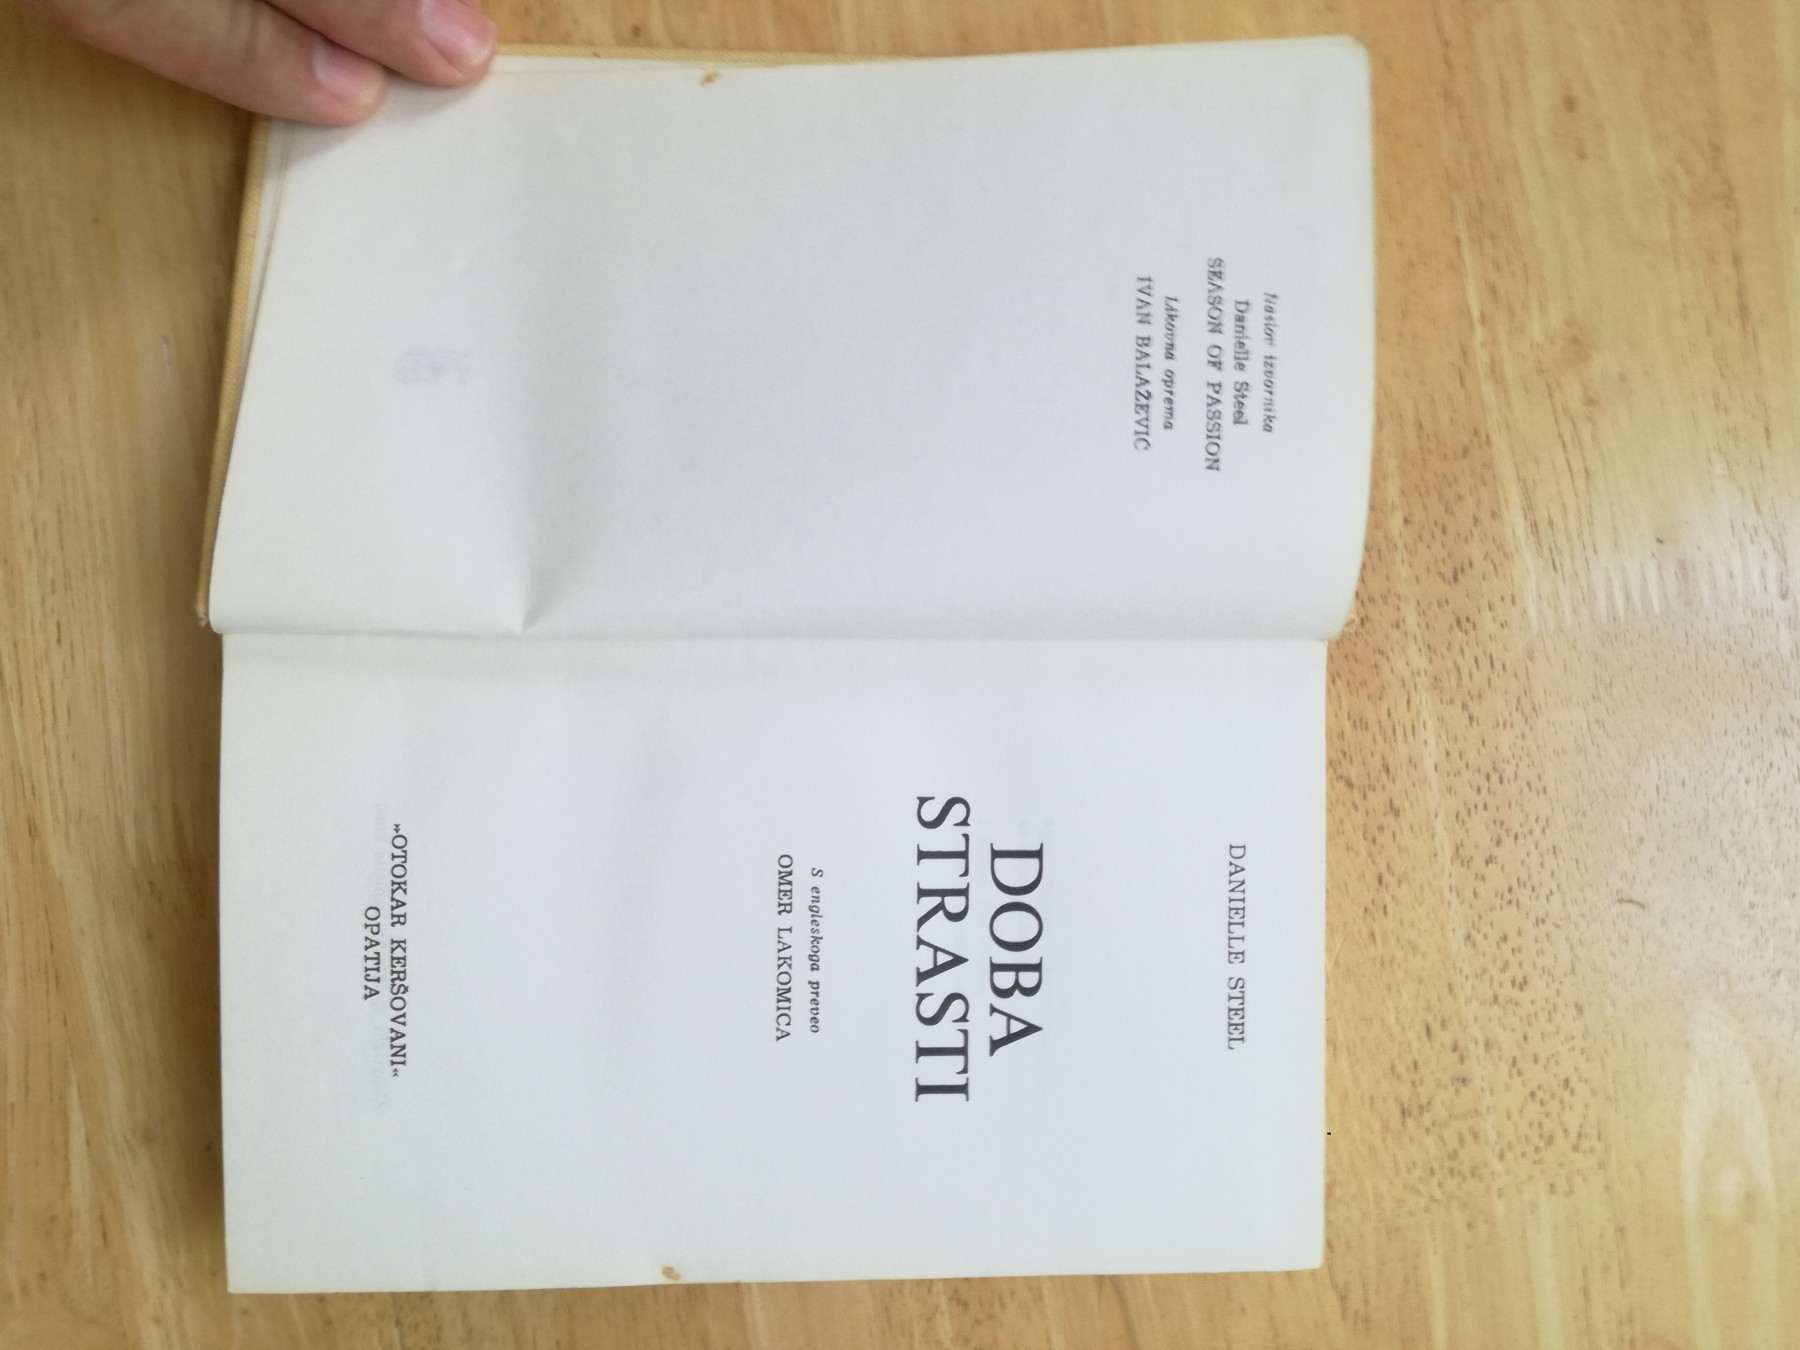 Naslov izvornika
Danielle Steel
SEASON OF PASSION
Likovna oprema
IVAN BALAŽEVIĆ
DANIELLE STEEL
DOBA
STRASTI
S engleskoga preveo
OMER LAKOMICA
»OTOKAR KERŠOVANI«
OPATIJA